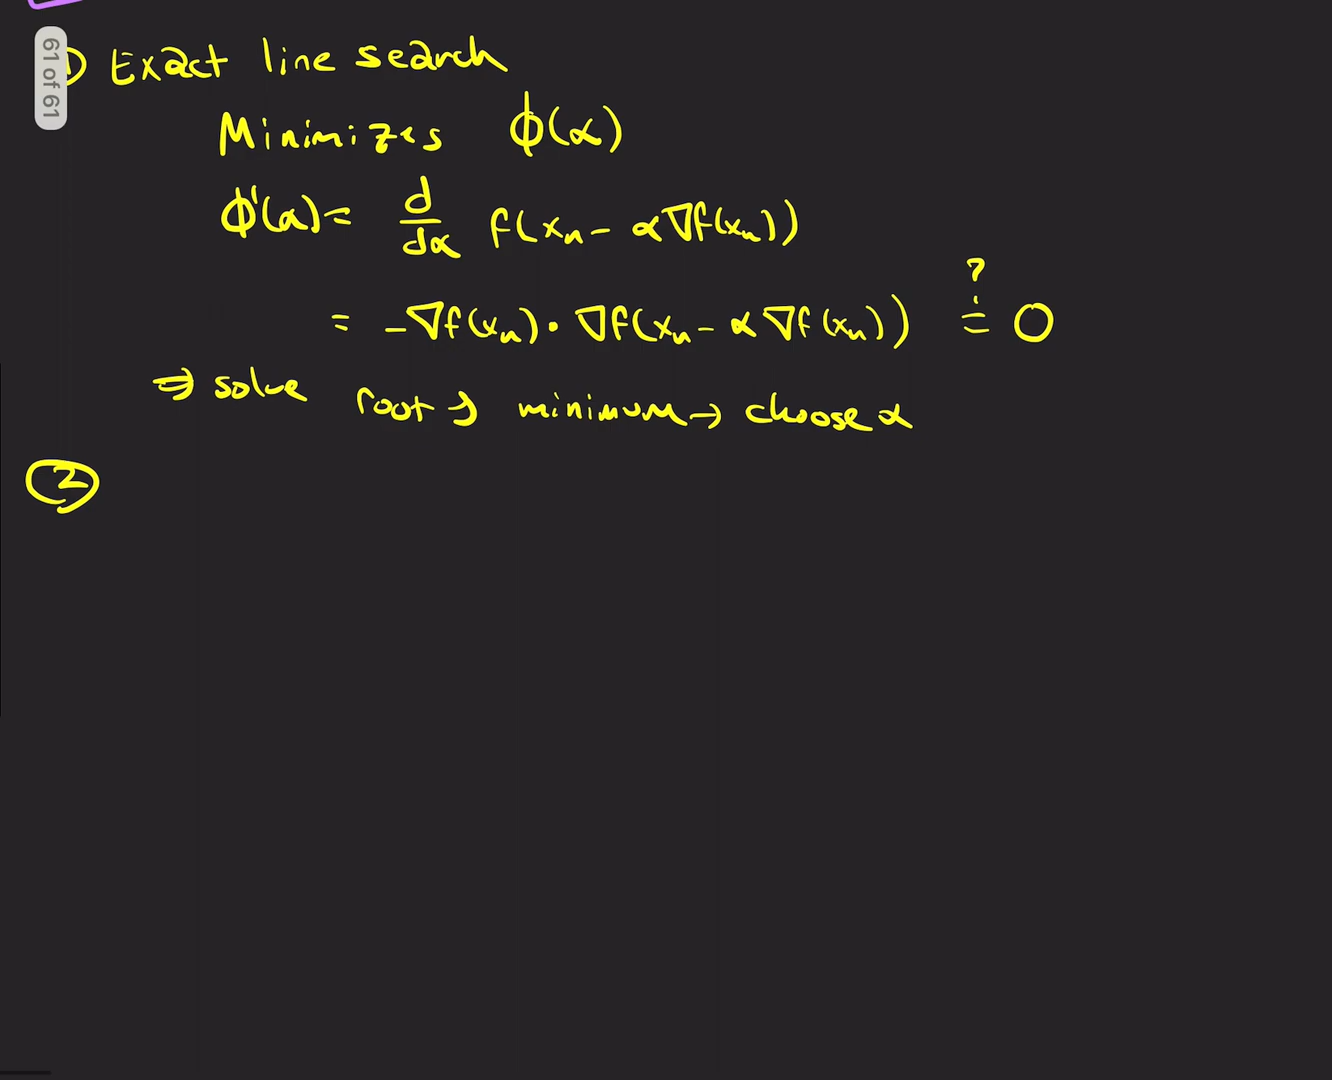 61 of 61
1) Exact line search
Minimizes ϕ(α)
ϕ'(α) = d/dα f(xₙ - α∇f(xₙ))
= -∇f(xₙ) · ∇f(xₙ - α∇f(xₙ)) ≟ 0
⇒ solve root → minimum → choose α
②